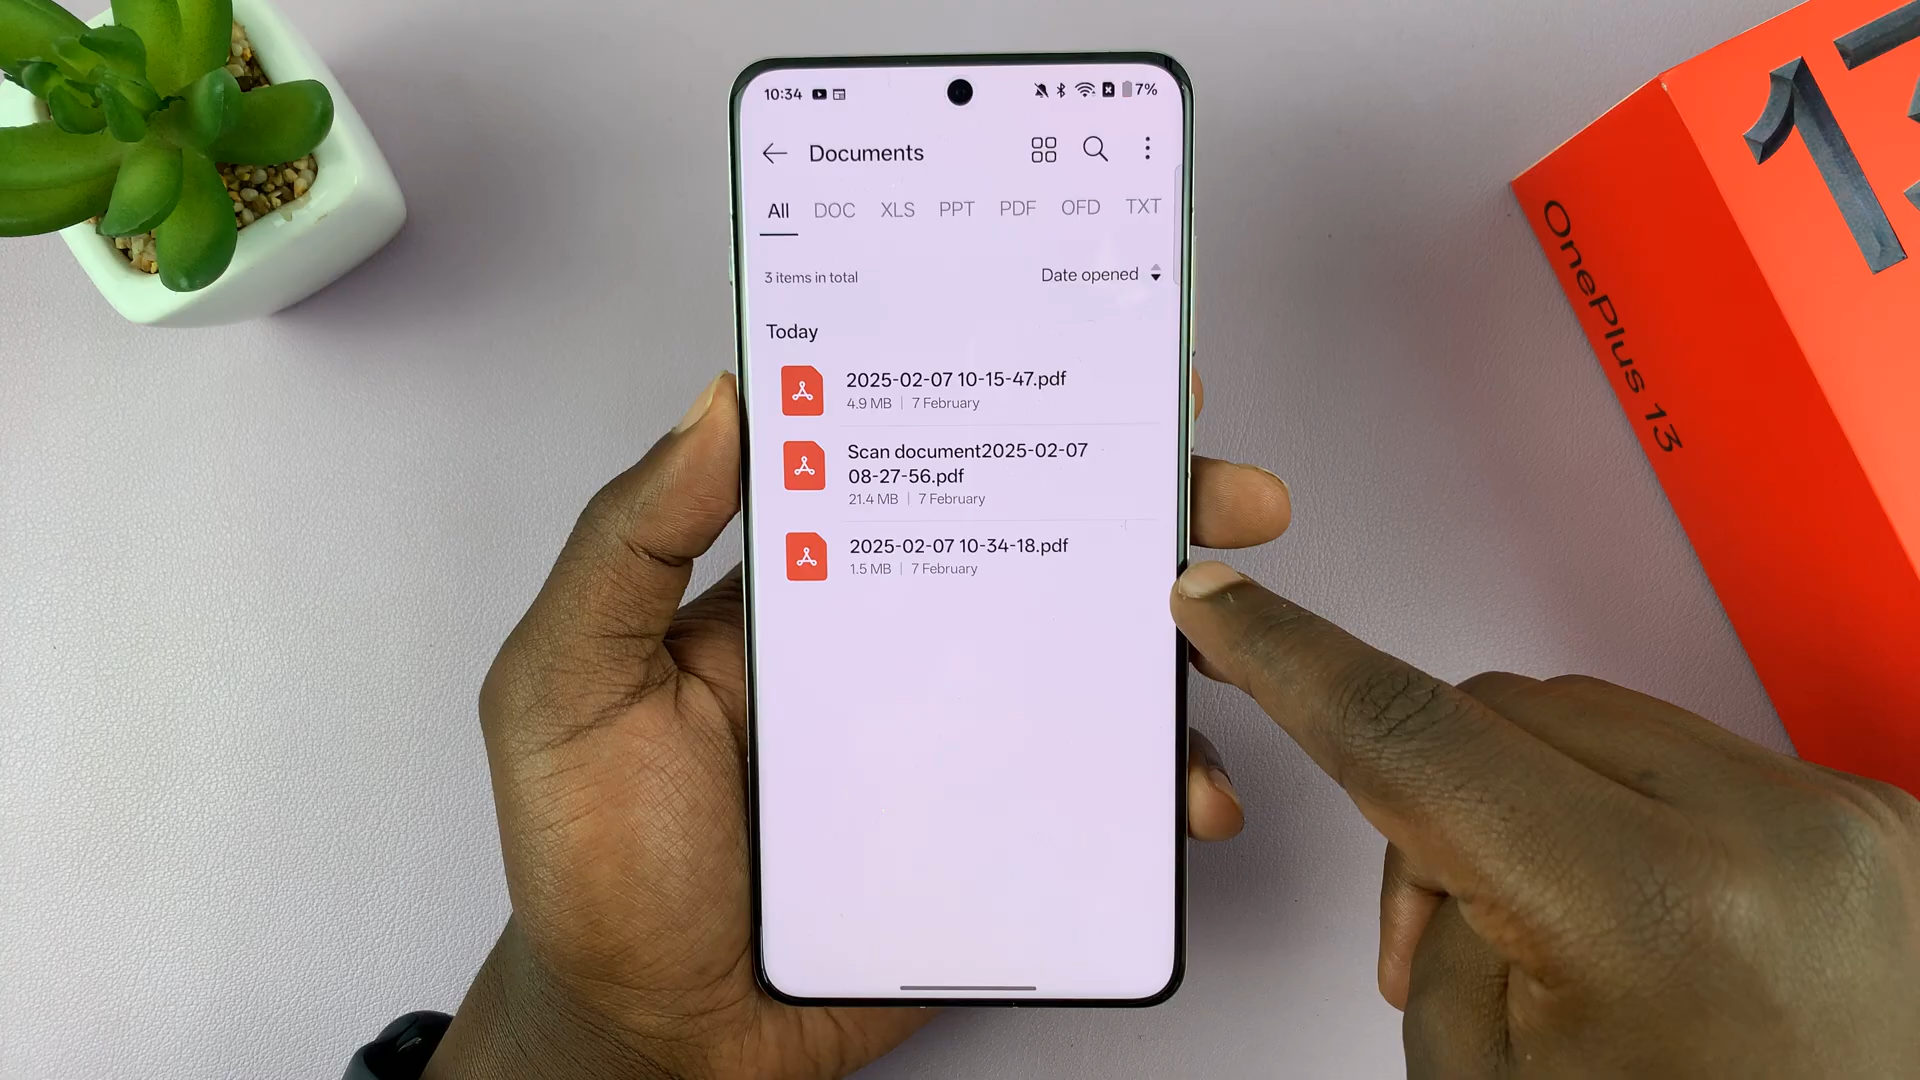 10:34
7%
Documents
All DOC XLS PPT PDF OFD TXT
3 items in total
Date opened
Today
2025-02-07 10-15-47.pdf
4.9 MB | 7 February
Scan document2025-02-07
08-27-56.pdf
21.4 MB | 7 February
2025-02-07 10-34-18.pdf
1.5 MB | 7 February
OnePlus 13